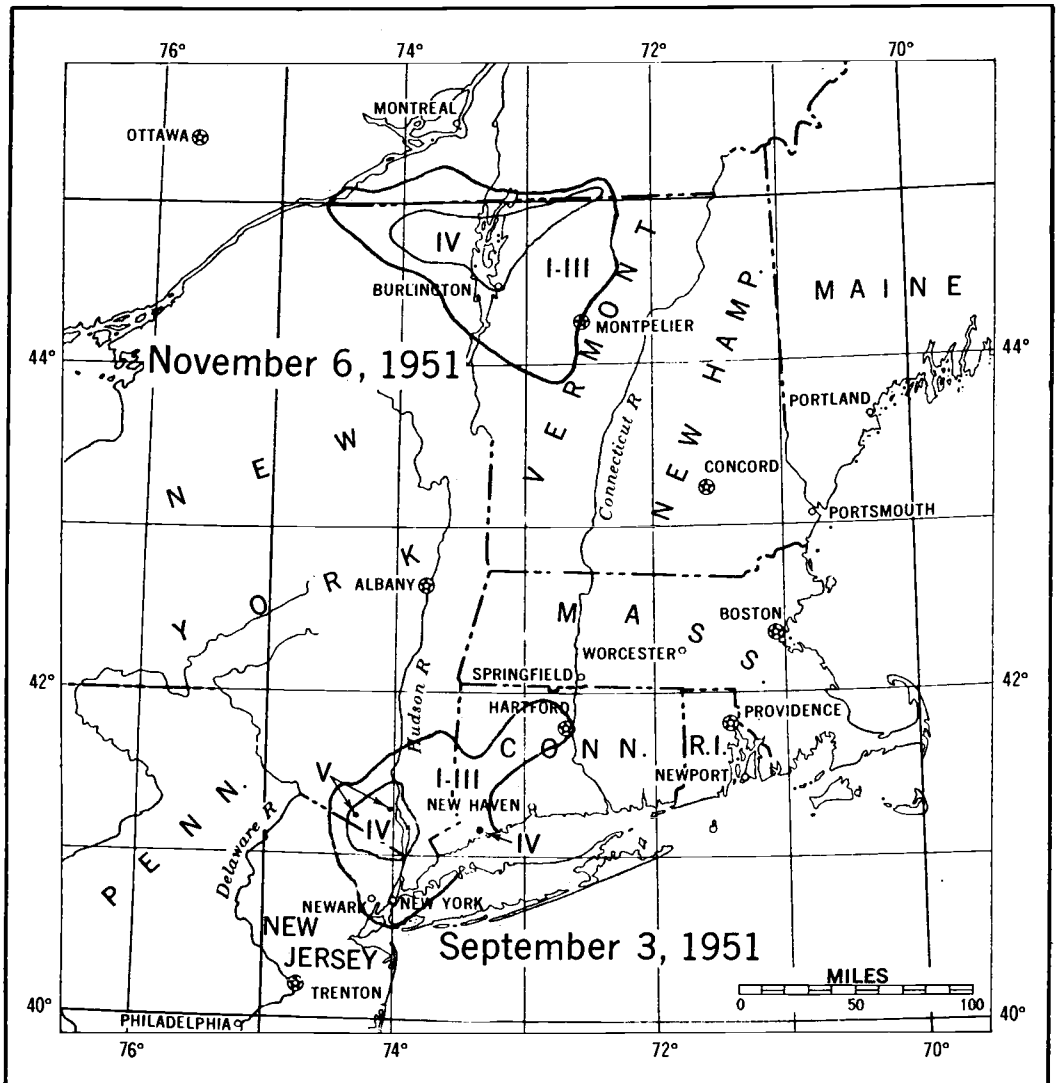 76° 74° 72° 70°
MONTREAL
OTTAWA
IV
I-III
BURLINGTON
MONTPELIER
VERMONT
NEW HAMP.
MAINE
44° 44°
November 6, 1951
PORTLAND
Connecticut R
CONCORD
PORTSMOUTH
NEW YORK
ALBANY
MASS
BOSTON
WORCESTER
SPRINGFIELD
42° 42°
Hudson R
HARTFORD
PROVIDENCE
CONN.
R.I.
NEWPORT
V
I-III
NEW HAVEN
IV
IV
PENN.
Delaware R
NEWARK
NEW YORK
NEW
JERSEY
September 3, 1951
TRENTON
MILES
0 50 100
40° 40°
PHILADELPHIA
76° 74° 72° 70°